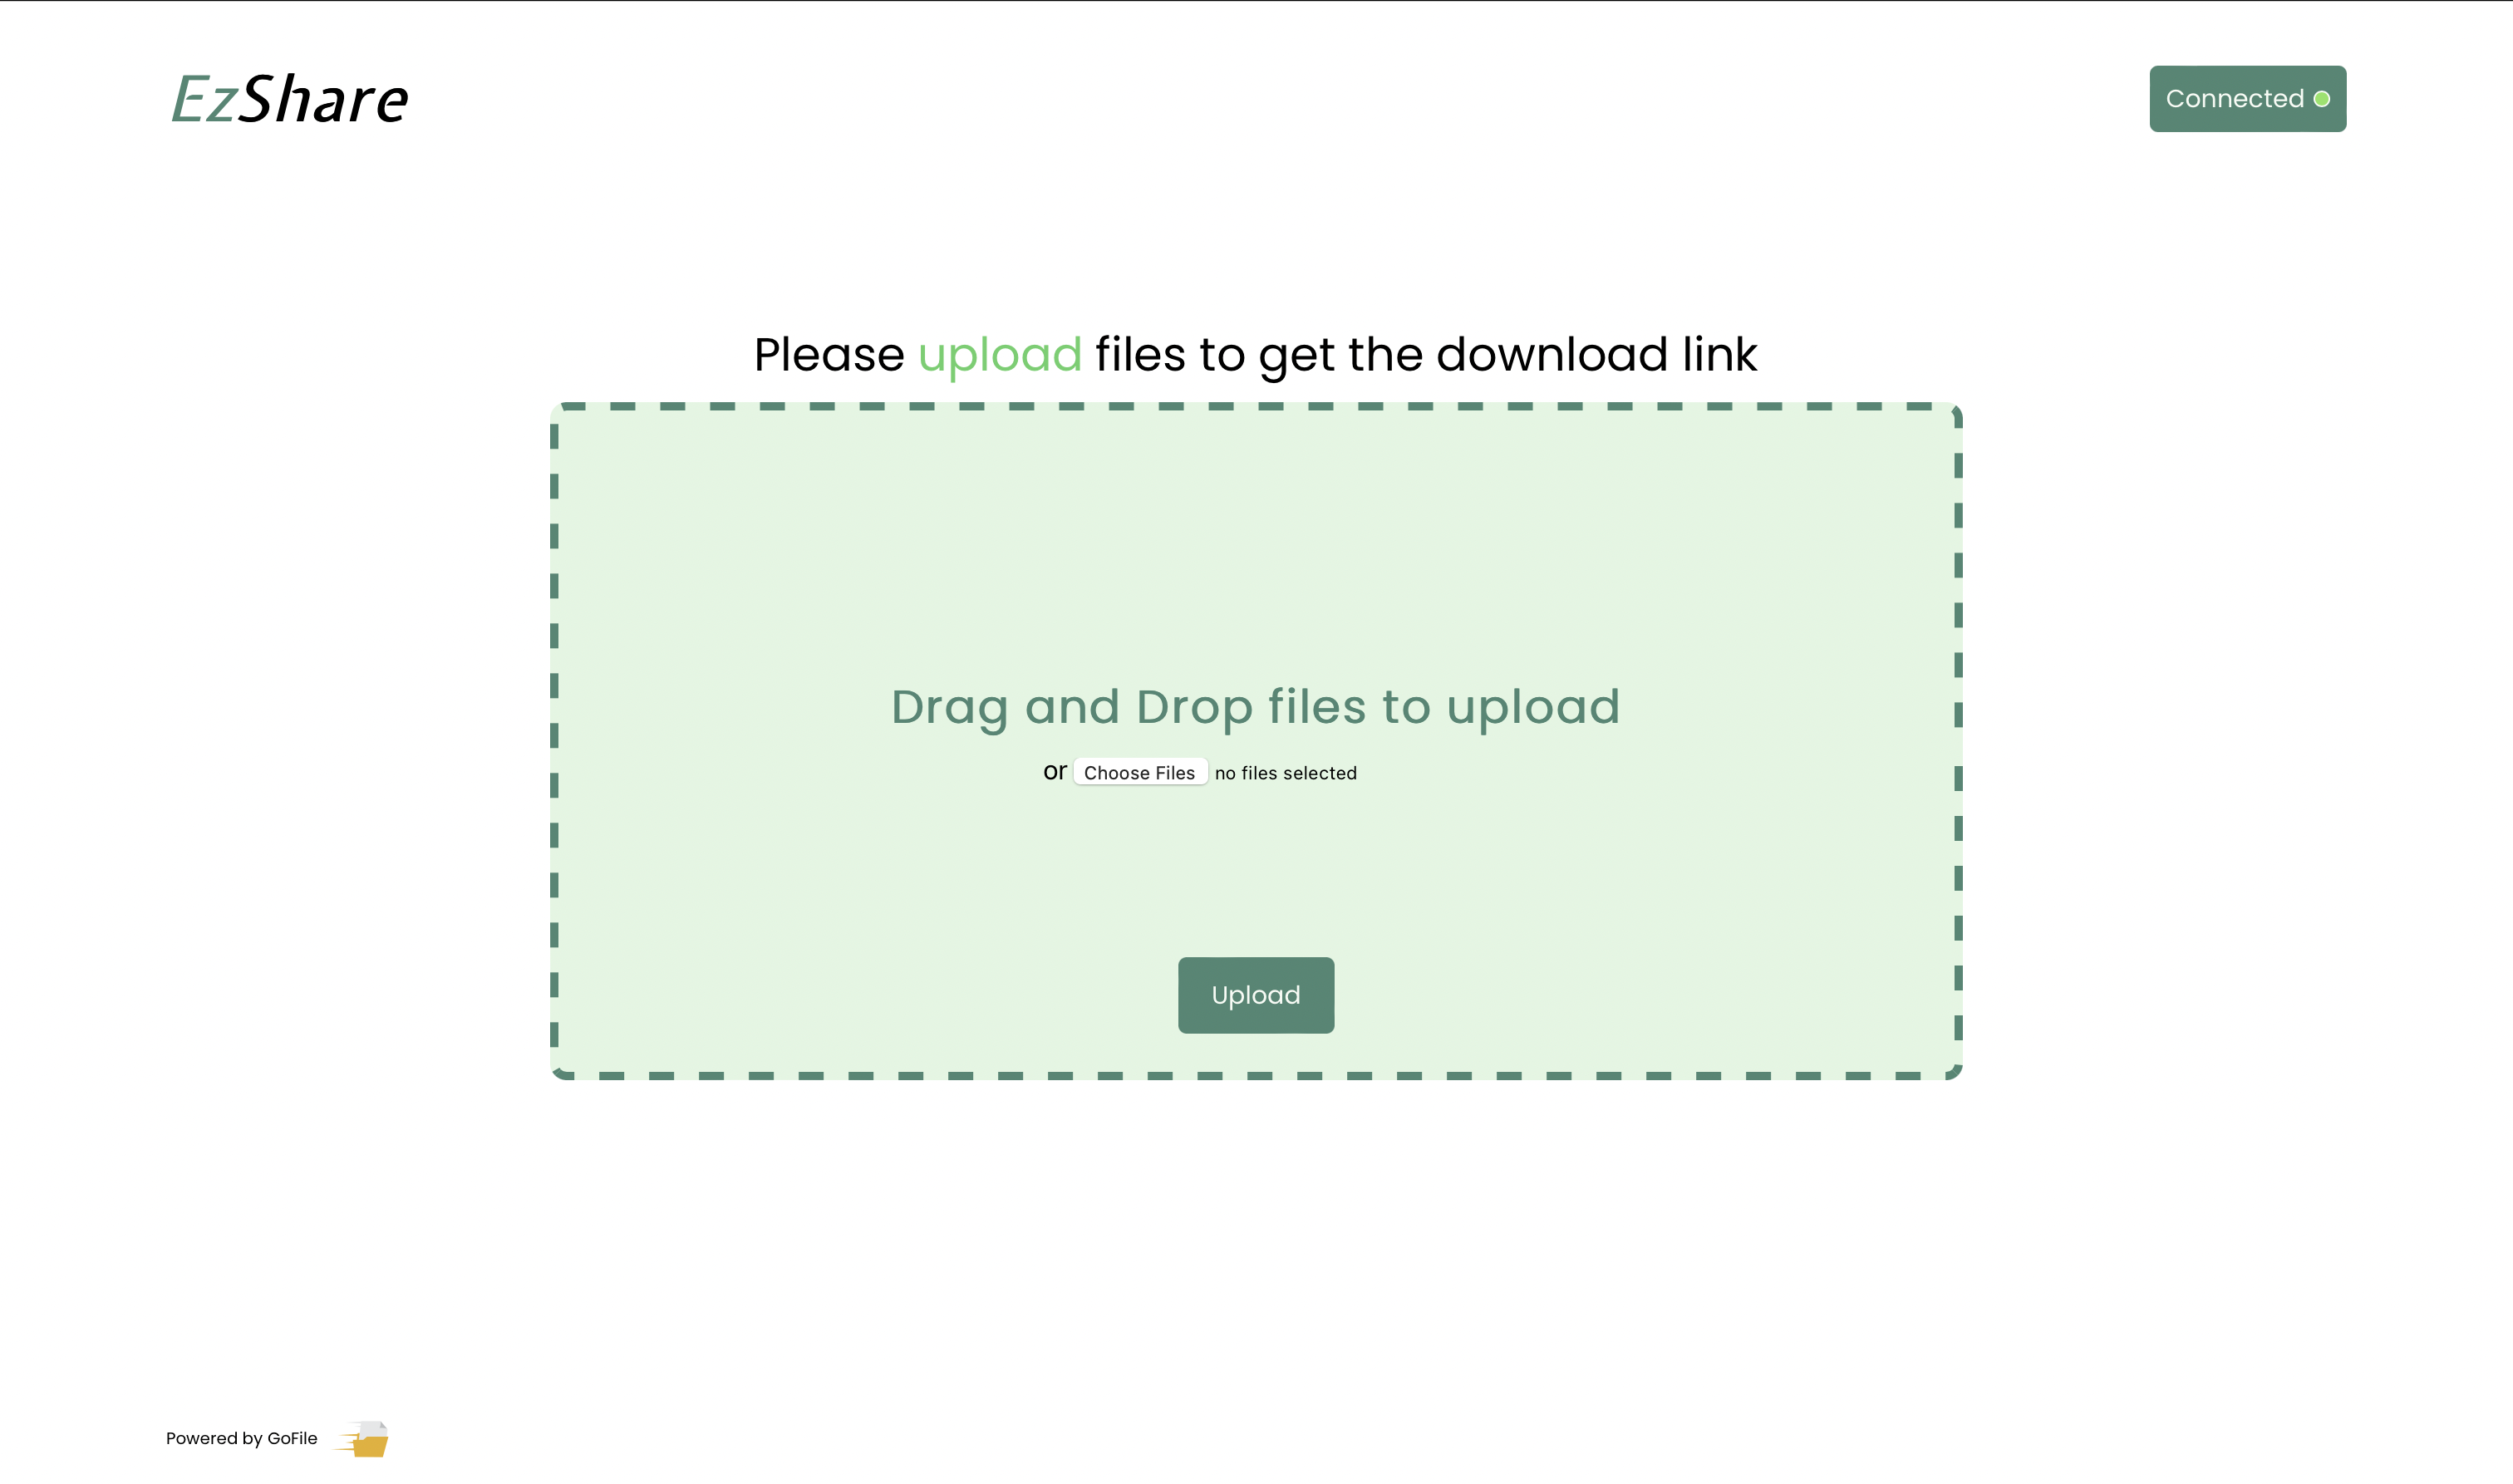 EzShare
Connected
Please upload files to get the download link
Drag and Drop files to upload
or Choose Files no files selected
Upload
Powered by GoFile